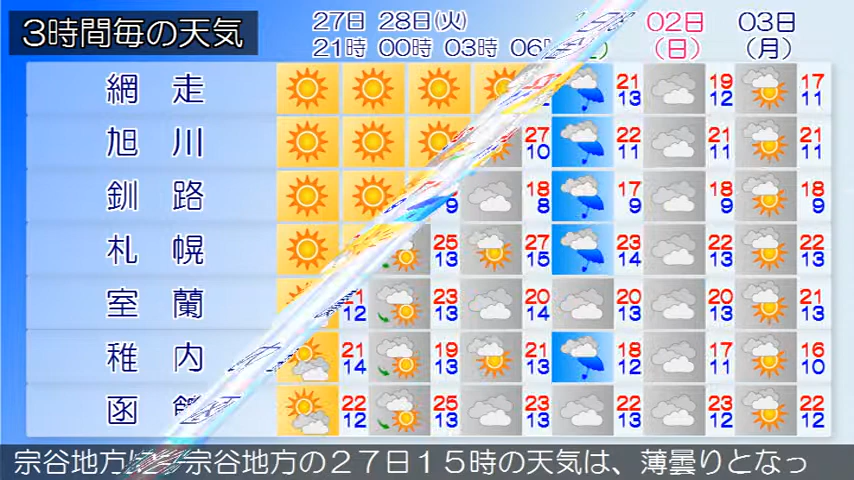 3時間毎の天気
27日 28日(火) 02日 03日
21時 00時 03時 (日) (月)
網走 21 13 19 12 17 11
旭川 27 10 22 11 21 11 21 11
釧路 9 18 8 17 9 18 9 18 9
札幌 25 13 27 15 23 14 22 13 22 13
室蘭 21 12 23 13 20 14 20 13 20 13 21 13
稚内 21 14 19 13 21 13 18 12 17 11 16 10
函 22 12 25 13 23 13 22 13 23 12 22 12
宗谷地方 宗谷地方の27日15時の天気は、薄曇りとなっ